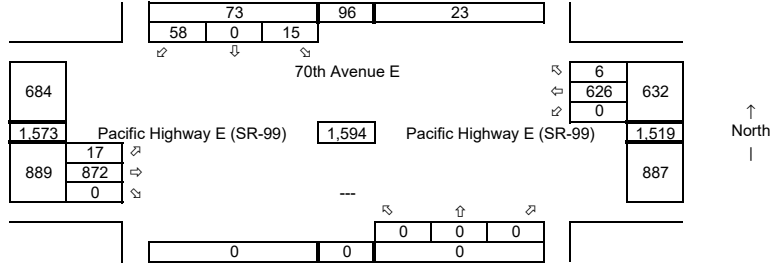 73 96 23
58 0 15
70th Avenue E
6
684 626 632
0
1,573 Pacific Highway E (SR-99) 1,594 Pacific Highway E (SR-99) 1,519
17
889 872 887
0 ---
0 0 0
0 0 0
↑
North
|